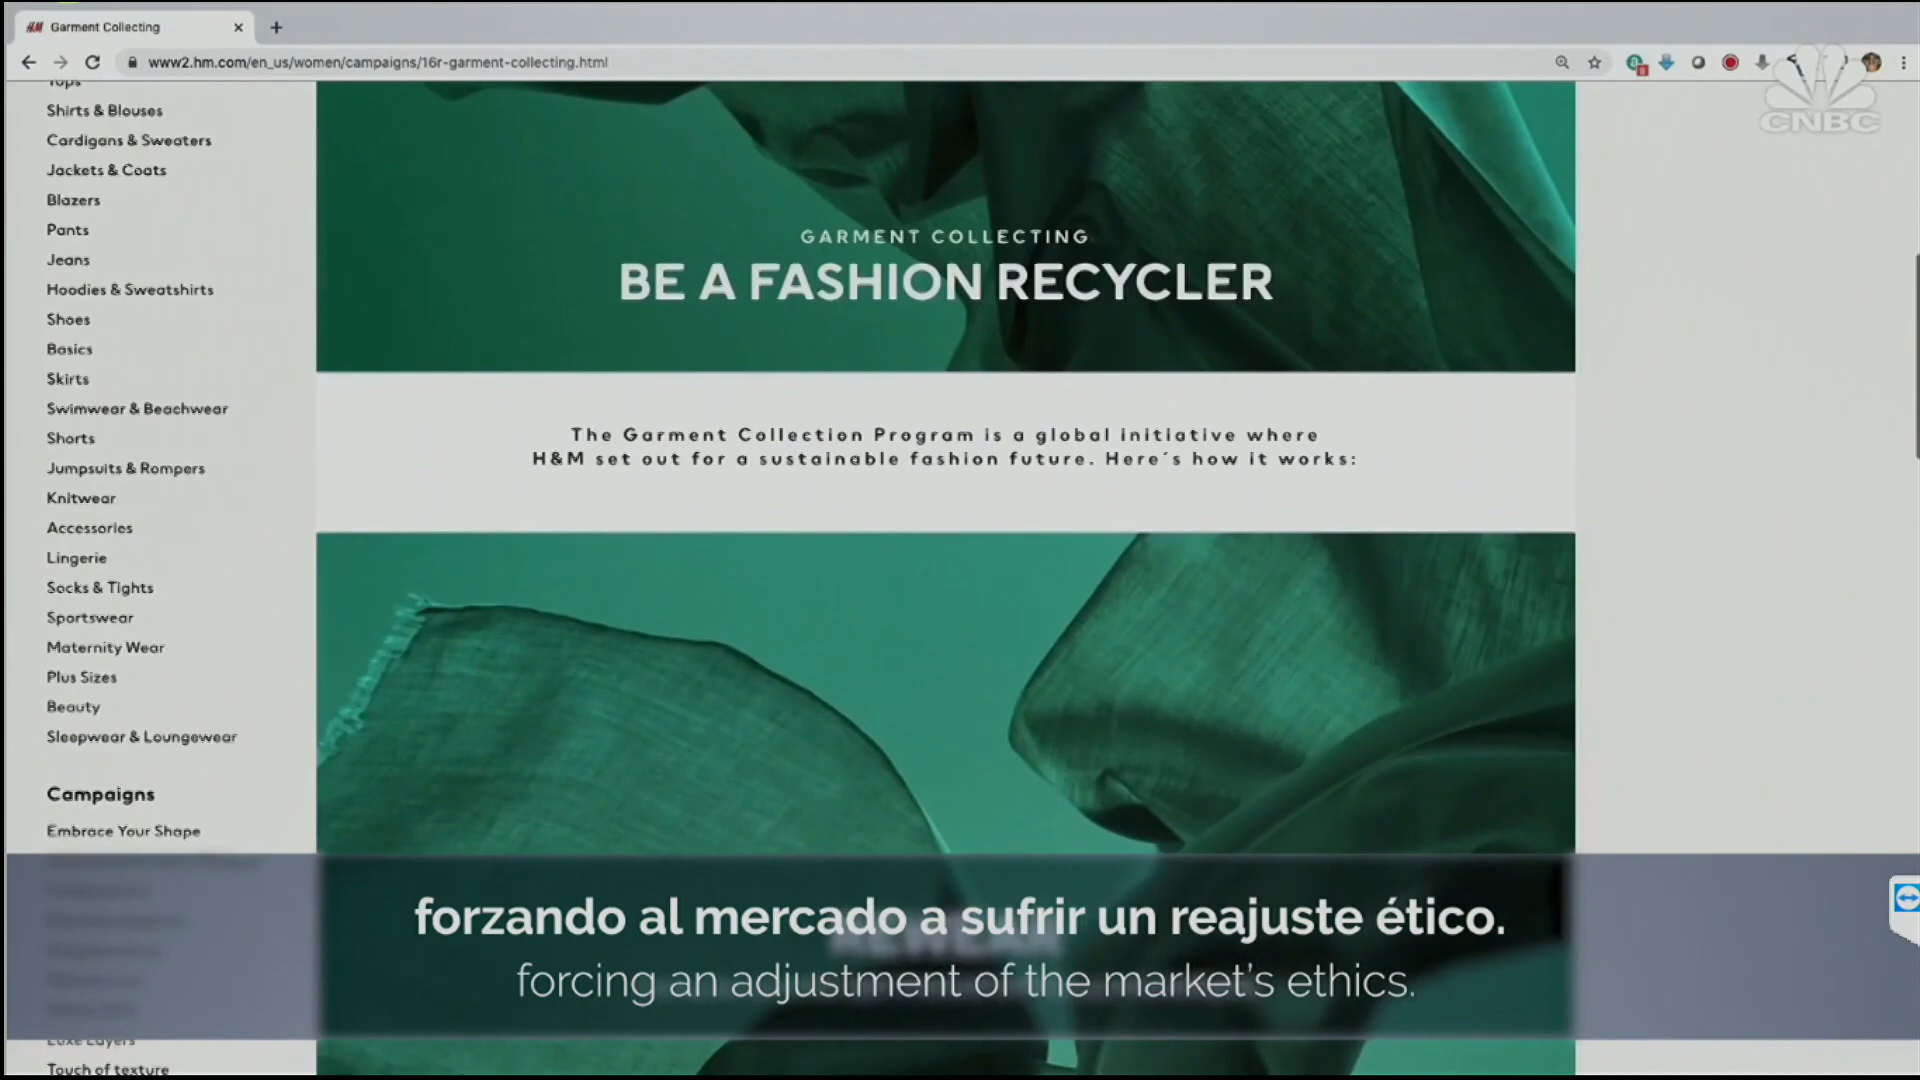 H&M Garment Collecting
www2.hm.com/en_us/women/campaigns/16r-garment-collecting.html
CNBC
Tops
Shirts & Blouses
Cardigans & Sweaters
Jackets & Coats
Blazers
Pants
Jeans
Hoodies & Sweatshirts
Shoes
Basics
Skirts
Swimwear & Beachwear
Shorts
Jumpsuits & Rompers
Knitwear
Accessories
Lingerie
Socks & Tights
Sportswear
Maternity Wear
Plus Sizes
Beauty
Sleepwear & Loungewear
Campaigns
Embrace Your Shape
Luxe Layers
Touch of texture
GARMENT COLLECTING
BE A FASHION RECYCLER
The Garment Collection Program is a global initiative where
H&M set out for a sustainable fashion future. Here´s how it works:
REWEAR
forzando al mercado a sufrir un reajuste ético.
forcing an adjustment of the market's ethics.